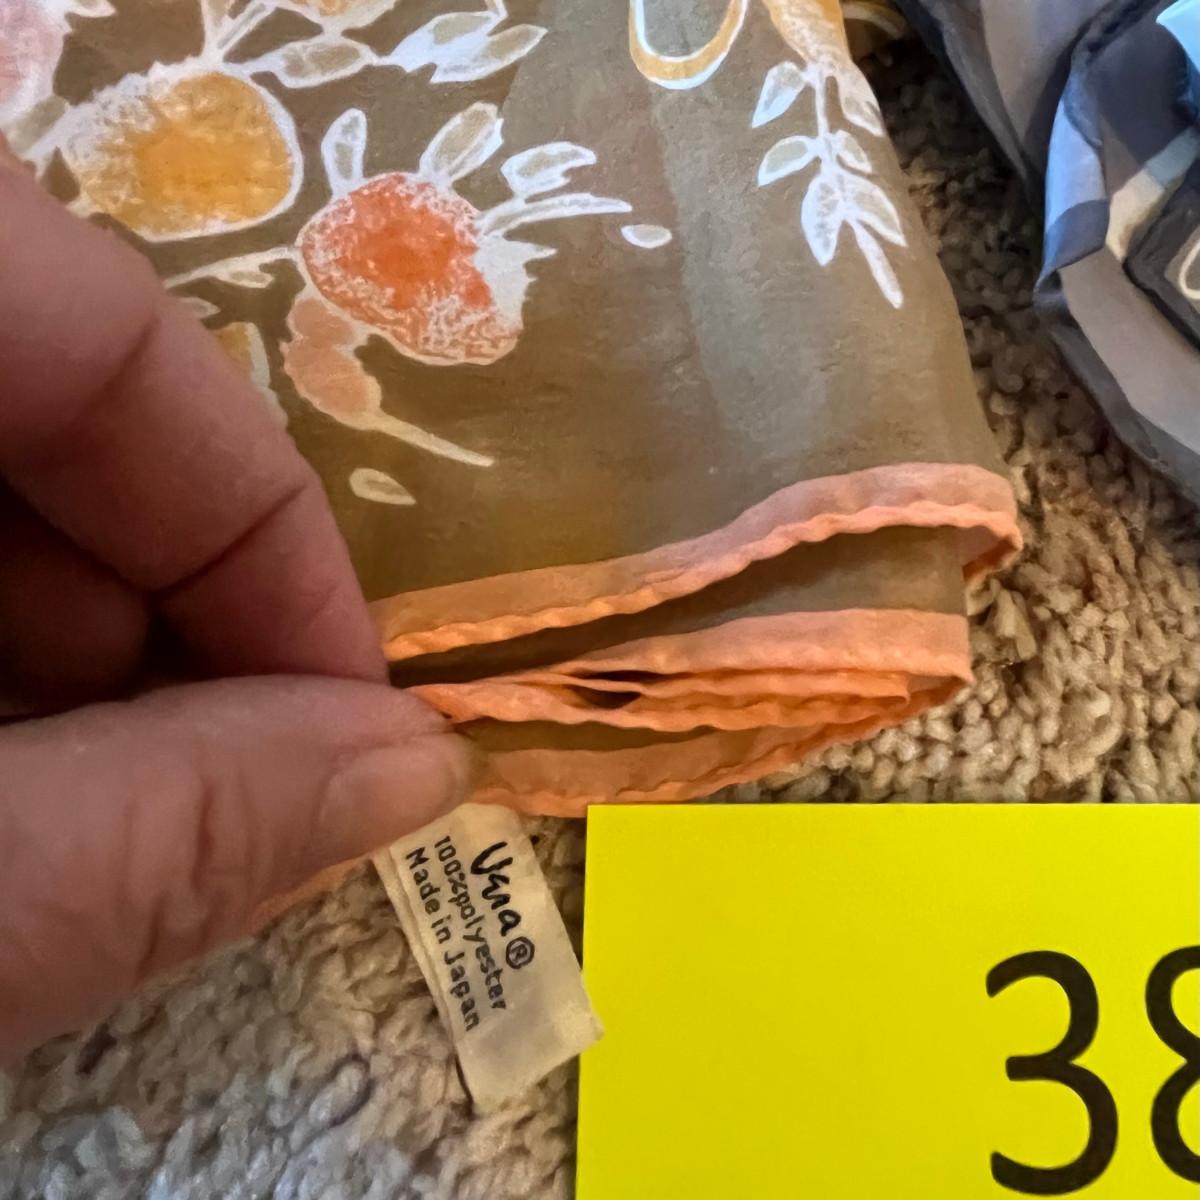 Vera®
100%polyester
Made in Japan
38